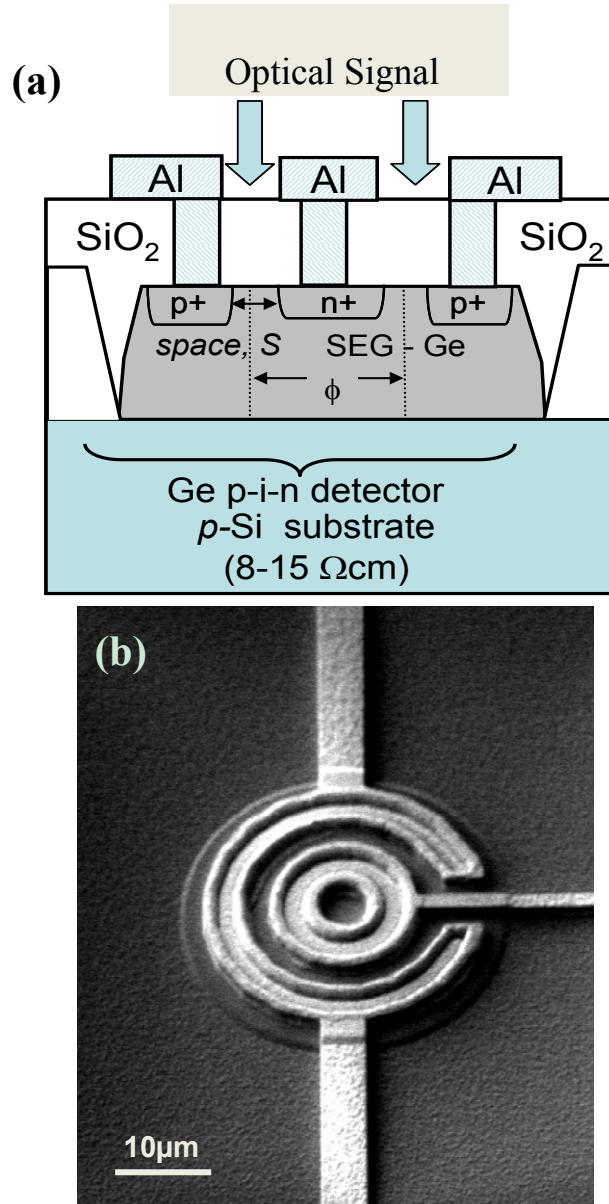 Optical Signal
(a)
Al Al Al
SiO2 SiO2
p+ n+ p+
space, S SEG - Ge
ϕ
Ge p-i-n detector
p-Si substrate
(8-15 Ωcm)
(b)
10µm